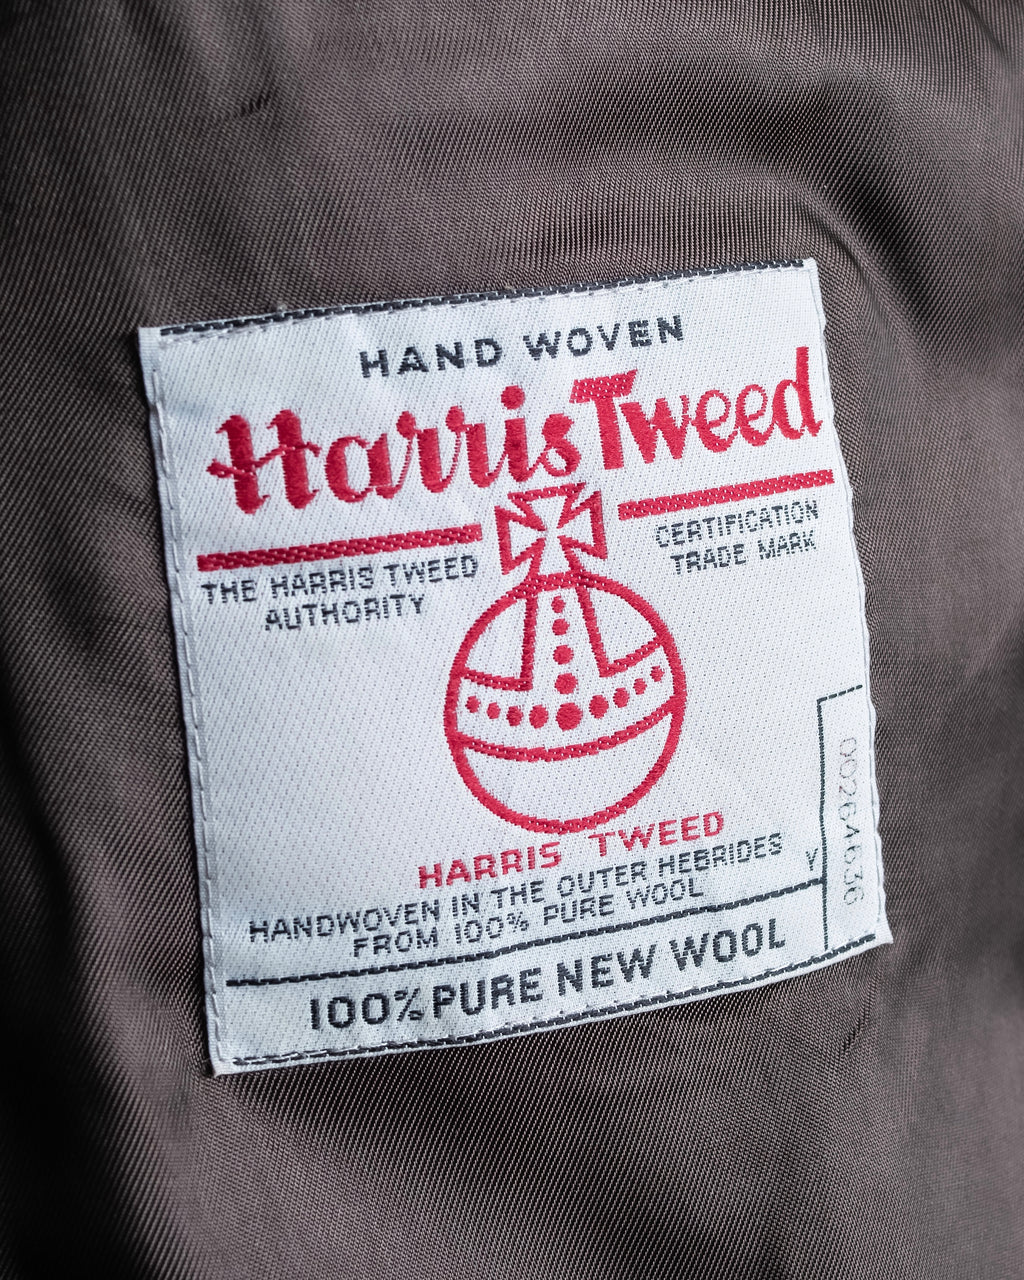 HAND WOVEN
Harris Tweed
THE HARRIS TWEED
AUTHORITY
CERTIFICATION
TRADE MARK
HARRIS TWEED
HANDWOVEN IN THE OUTER HEBRIDES
FROM 100% PURE WOOL
100% PURE NEW WOOL
Y
00264636